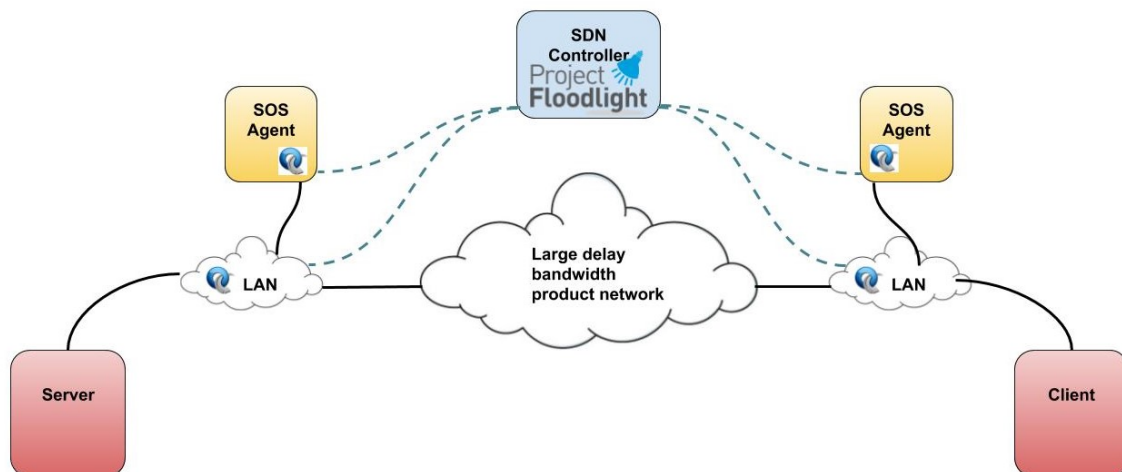 SDN
Controller
Project
Floodlight
SOS
Agent
SOS
Agent
Large delay
bandwidth
product network
LAN
LAN
Server
Client